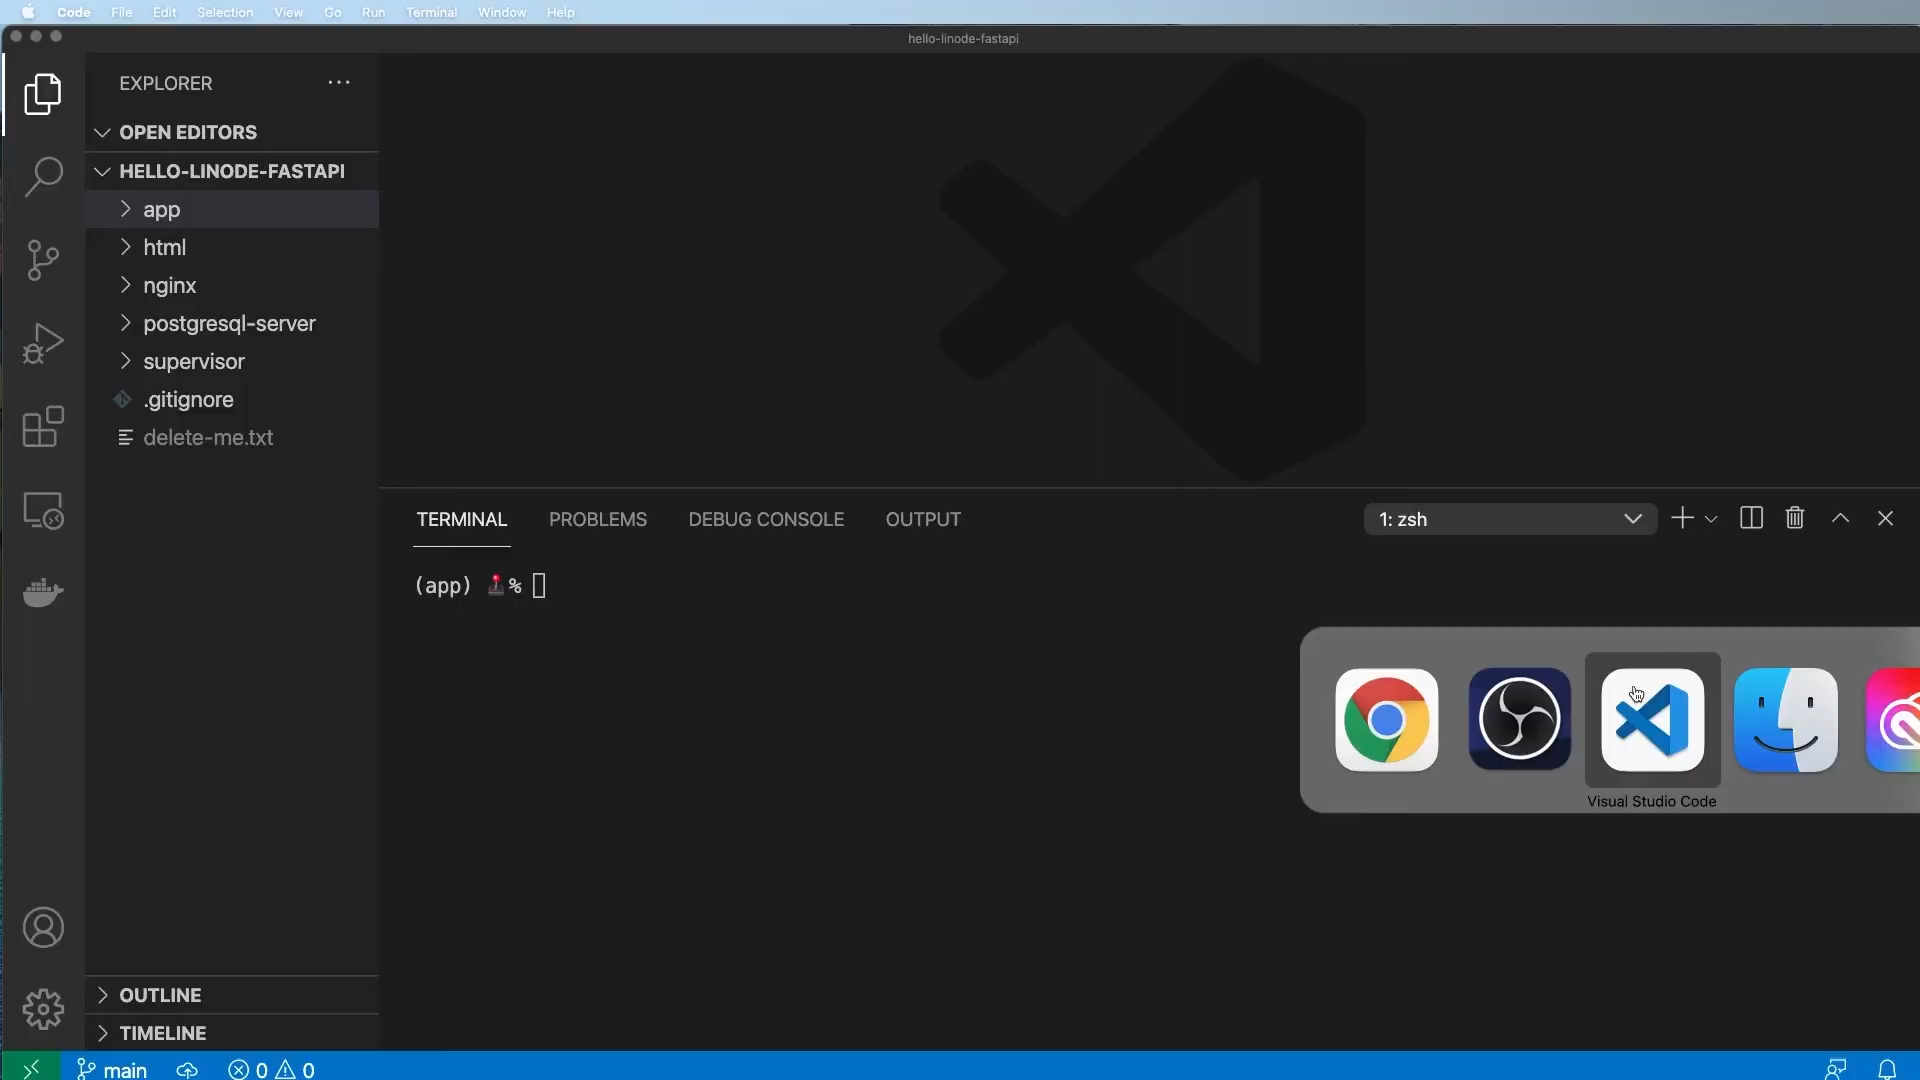 Code File Edit Selection View Go Run Terminal Window Help
hello-linode-fastapi
EXPLORER
OPEN EDITORS
HELLO-LINODE-FASTAPI
app
html
nginx
postgresql-server
supervisor
.gitignore
delete-me.txt
TERMINAL PROBLEMS DEBUG CONSOLE OUTPUT
1: zsh
(app) %
Visual Studio Code
OUTLINE
TIMELINE
main 0 0